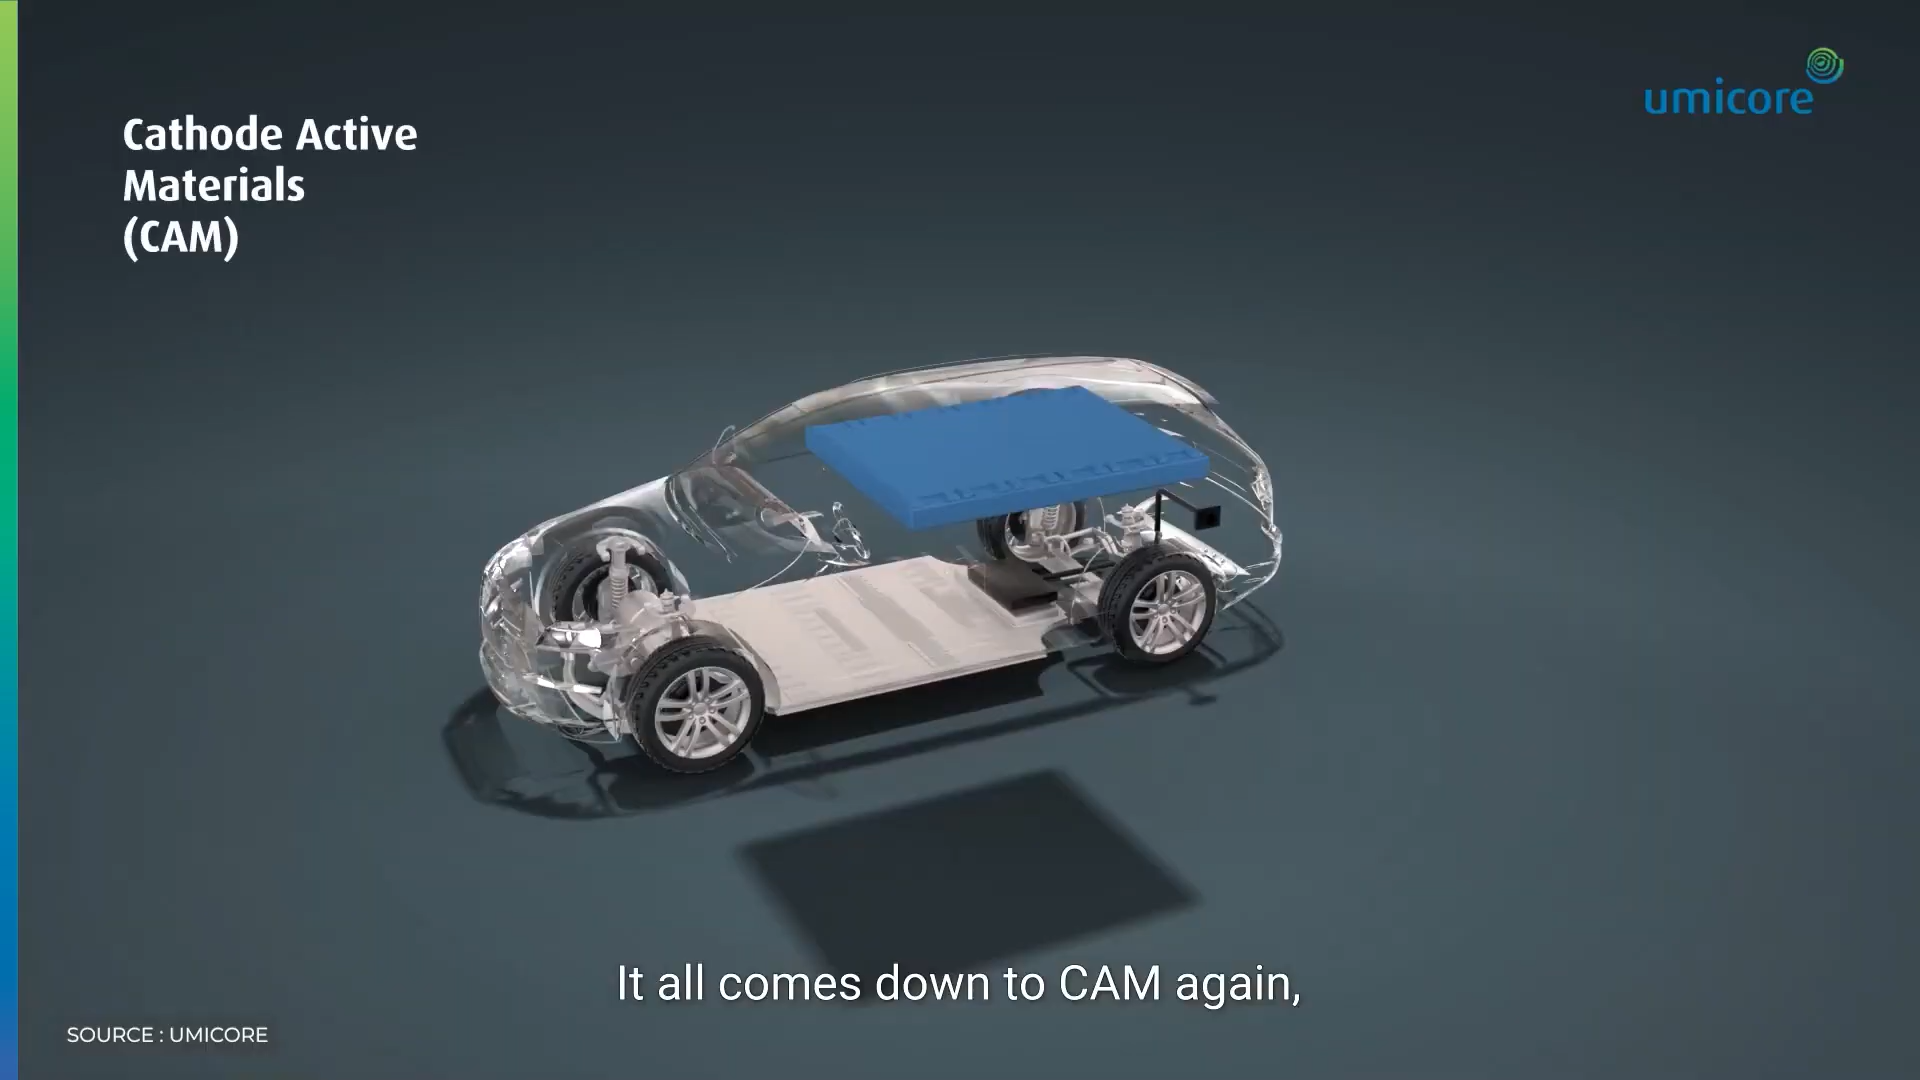 umicore
Cathode Active
Materials
(CAM)
It all comes down to CAM again,
SOURCE : UMICORE